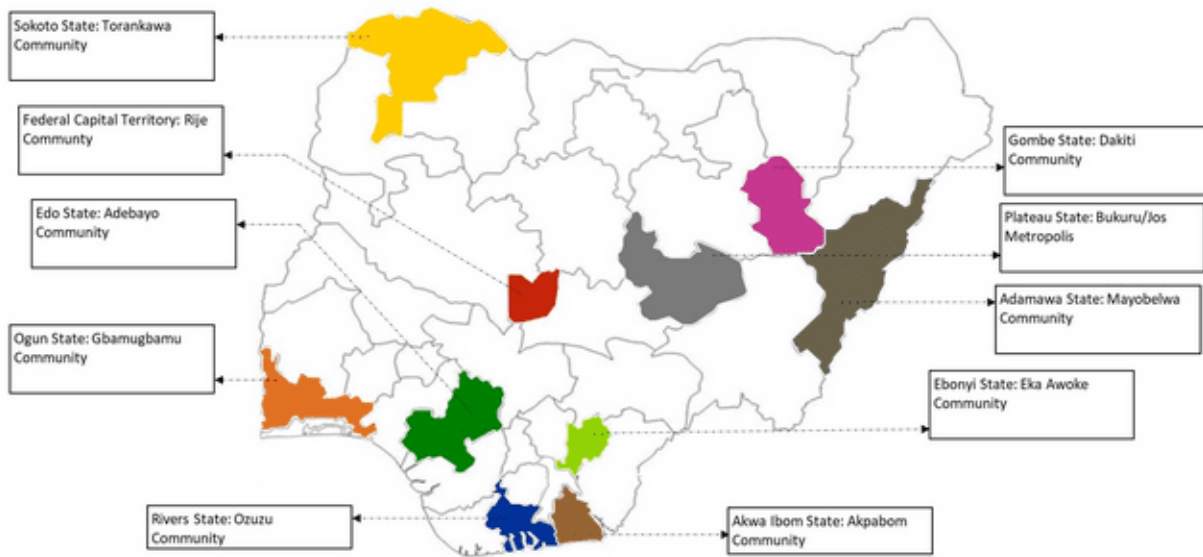 Sokoto State: Torankawa
Community
Federal Capital Territory: Rije
Communty
Edo State: Adebayo
Community
Ogun State: Gbamugbamu
Community
Rivers State: Ozuzu
Community
Gombe State: Dakiti
Community
Plateau State: Bukuru/Jos
Metropolis
Adamawa State: Mayobelwa
Community
Ebonyi State: Eka Awoke
Community
Akwa Ibom State: Akpabom
Community